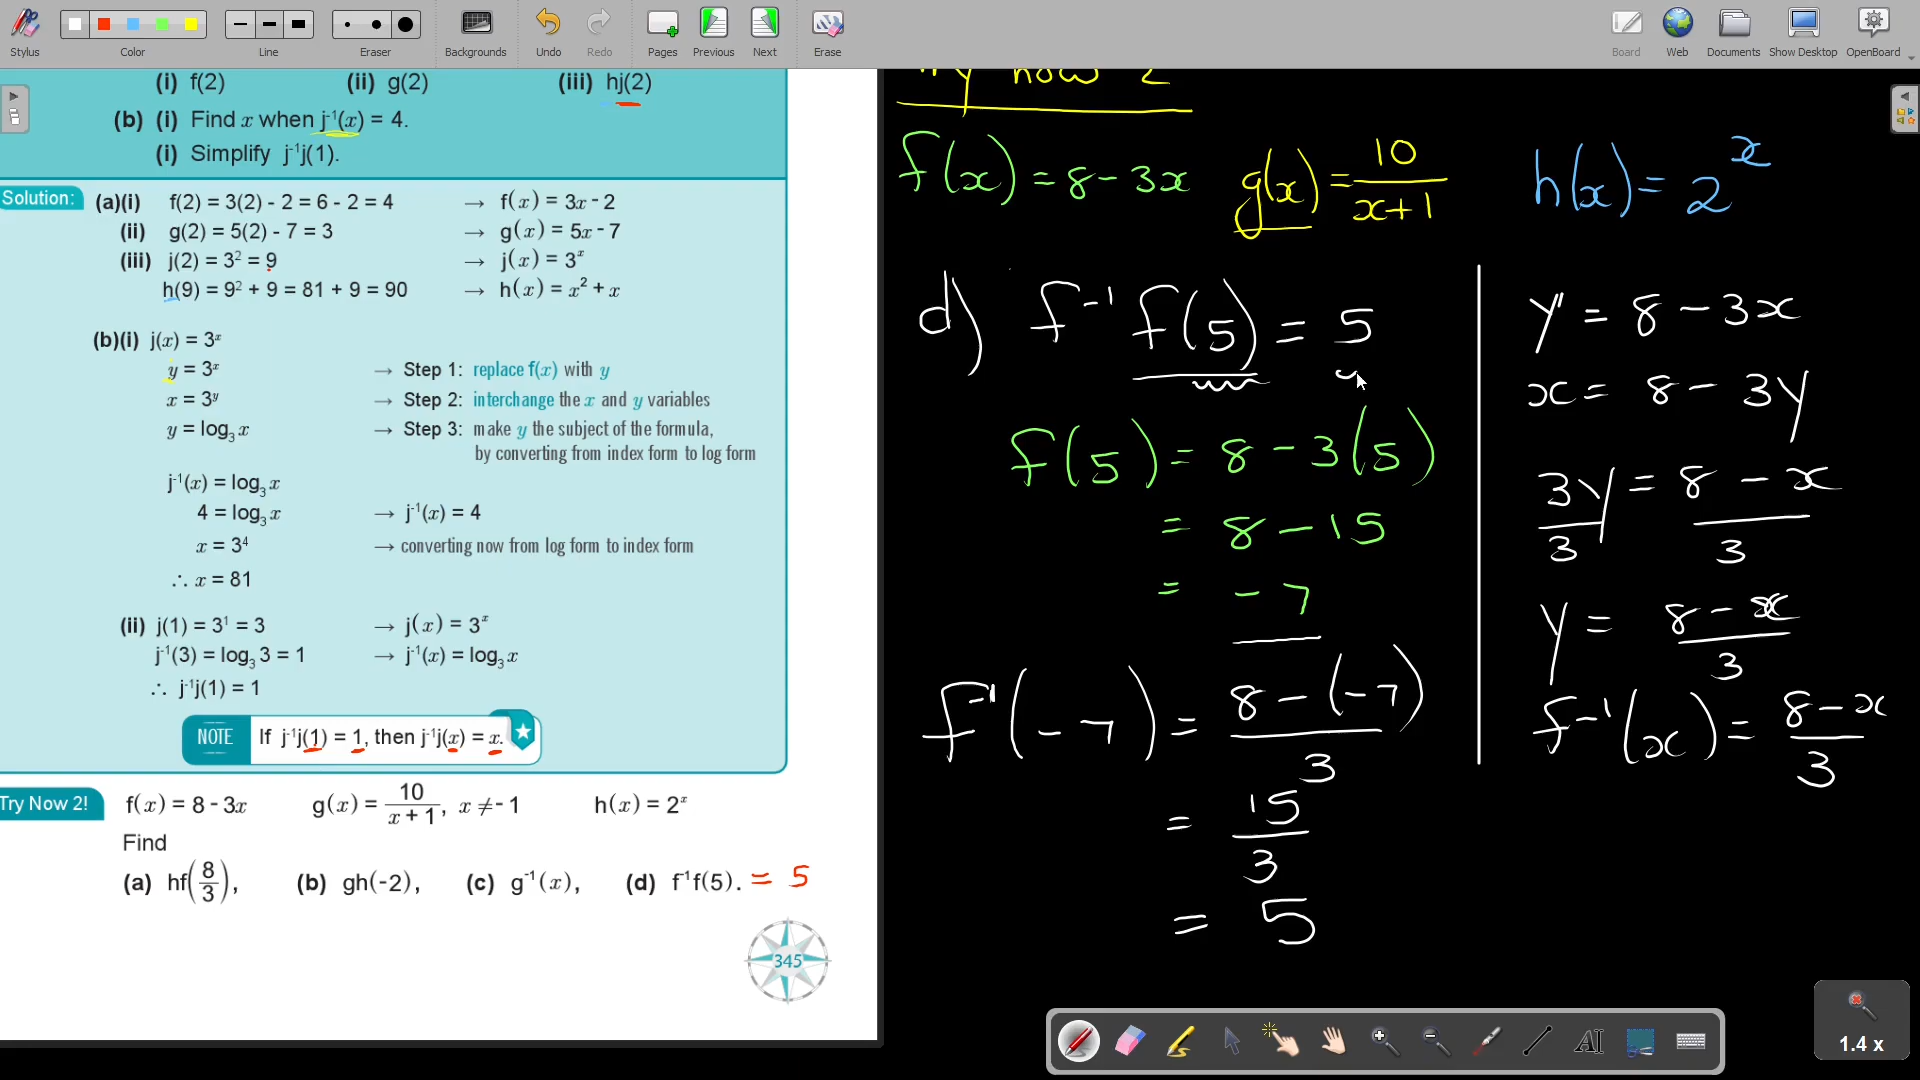 Stylus
Color
Line
Eraser
Backgrounds
Undo
Redo
Pages
Previous
Next
Erase
Board
Web
Documents
Show Desktop
OpenBoard
(i) f(2) (ii) g(2) (iii) hj(2)
(b) (i) Find x when j⁻¹(x) = 4.
(i) Simplify j⁻¹j(1).
Solution:
(a)(i) f(2) = 3(2) - 2 = 6 - 2 = 4 → f(x) = 3x - 2
(ii) g(2) = 5(2) - 7 = 3 → g(x) = 5x - 7
(iii) j(2) = 3² = 9 → j(x) = 3ˣ
h(9) = 9² + 9 = 81 + 9 = 90 → h(x) = x² + x
(b)(i) j(x) = 3ˣ
y = 3ˣ → Step 1: replace f(x) with y
x = 3ʸ → Step 2: interchange the x and y variables
y = log₃x → Step 3: make y the subject of the formula,
by converting from index form to log form
j⁻¹(x) = log₃x
4 = log₃x → j⁻¹(x) = 4
x = 3⁴ → converting now from log form to index form
∴ x = 81
(ii) j(1) = 3¹ = 3 → j(x) = 3ˣ
j⁻¹(3) = log₃3 = 1 → j⁻¹(x) = log₃x
∴ j⁻¹j(1) = 1
NOTE If j⁻¹j(1) = 1, then j⁻¹j(x) = x.
Try Now 2! f(x) = 8 - 3x g(x) = 10/(x + 1), x ≠ - 1 h(x) = 2ˣ
Find
(a) hf(8/3), (b) gh(-2), (c) g⁻¹(x), (d) f⁻¹f(5). = 5
345
Try now 2
f(x) = 8 - 3x g(x) = 10/(x+1) h(x) = 2ˣ
d) f⁻¹ f(5) = 5
f(5) = 8 - 3(5)
= 8 - 15
= -7
f⁻¹(-7) = (8 - (-7))/3
= 15/3
= 5
y = 8 - 3x
x = 8 - 3y
3y/3 = (8 - x)/3
y = (8 - x)/3
f⁻¹(x) = (8 - x)/3
1.4 x